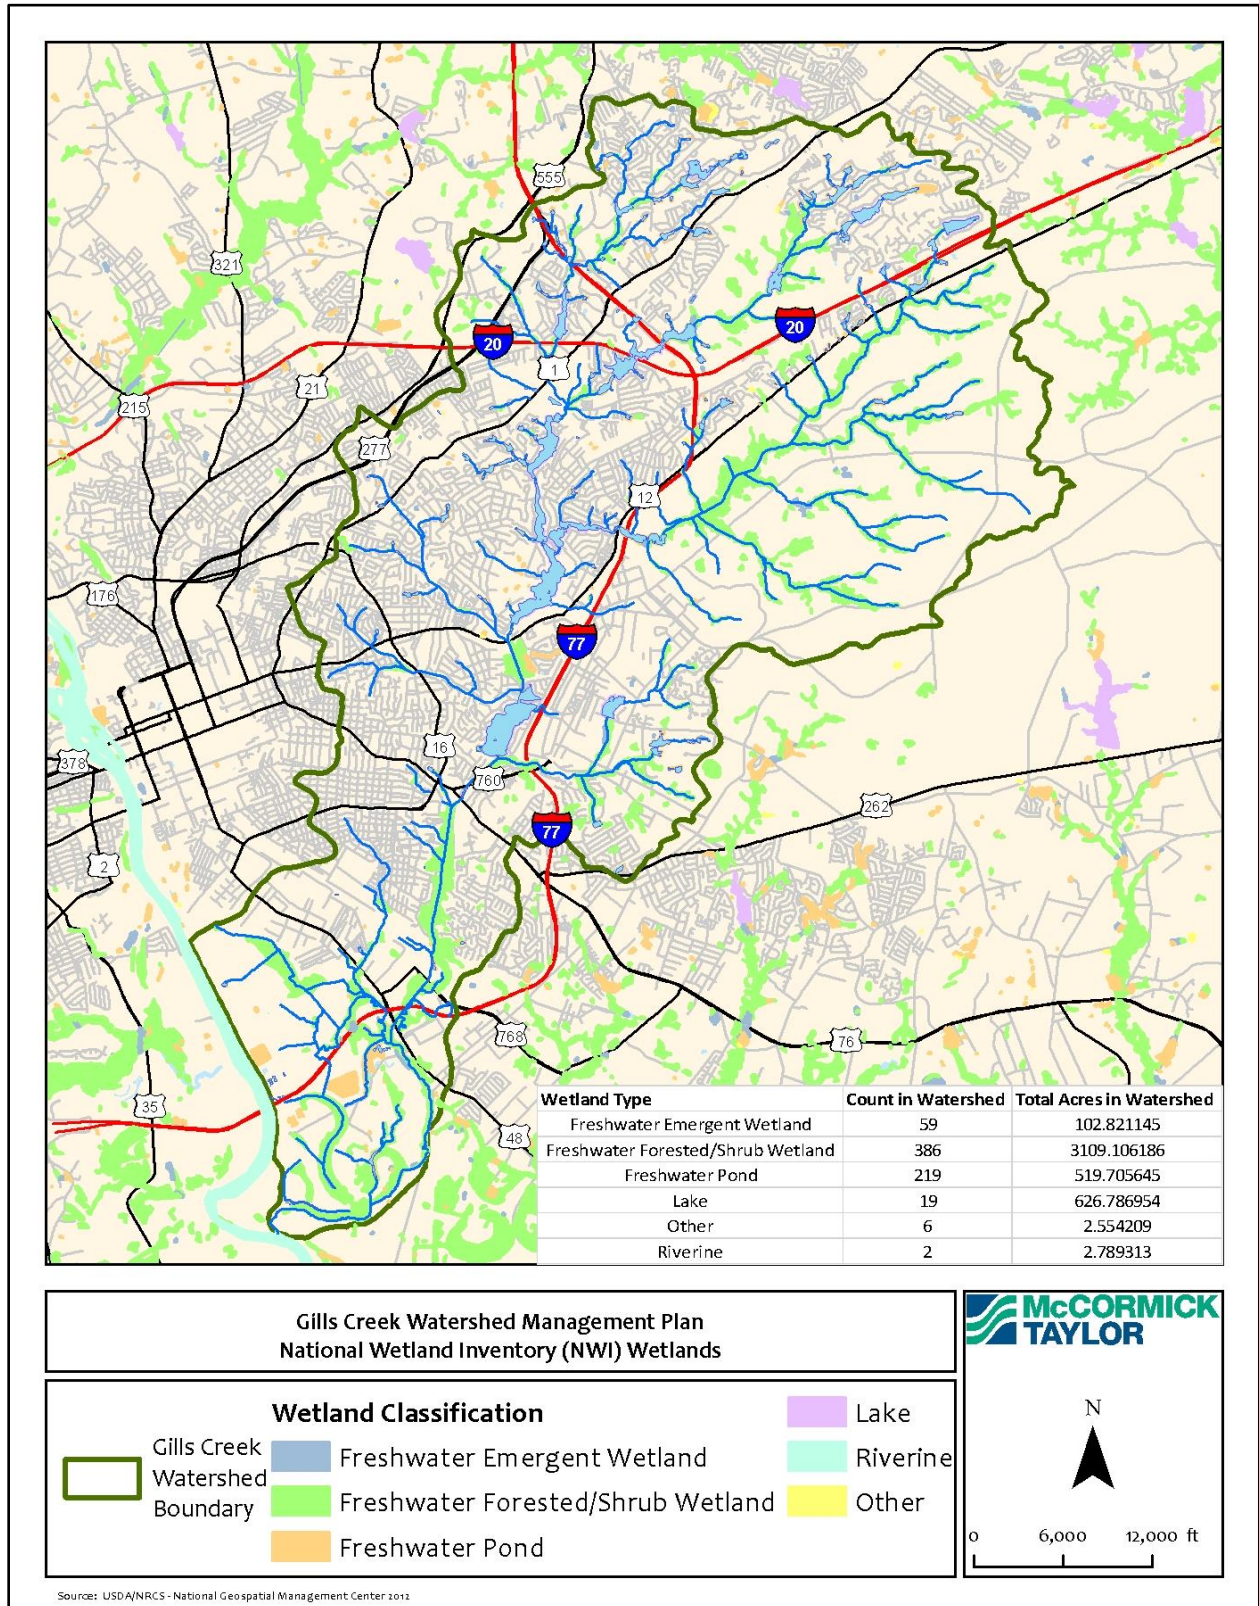 555
321
20
20
1
21
215
277
12
176
77
16
378
760
77
262
2
768
76
35
48
Wetland Type Count in Watershed Total Acres in Watershed
Freshwater Emergent Wetland 59 102.821145
Freshwater Forested/Shrub Wetland 386 3109.106186
Freshwater Pond 219 519.705645
Lake 19 626.786954
Other 6 2.554209
Riverine 2 2.789313
Gills Creek Watershed Management Plan
National Wetland Inventory (NWI) Wetlands
McCORMICK
TAYLOR
Wetland Classification
Gills Creek
Watershed
Boundary
Freshwater Emergent Wetland
Freshwater Forested/Shrub Wetland
Freshwater Pond
Lake
Riverine
Other
N
0 6,000 12,000 ft
Source: USDA/NRCS - National Geospatial Management Center 2012